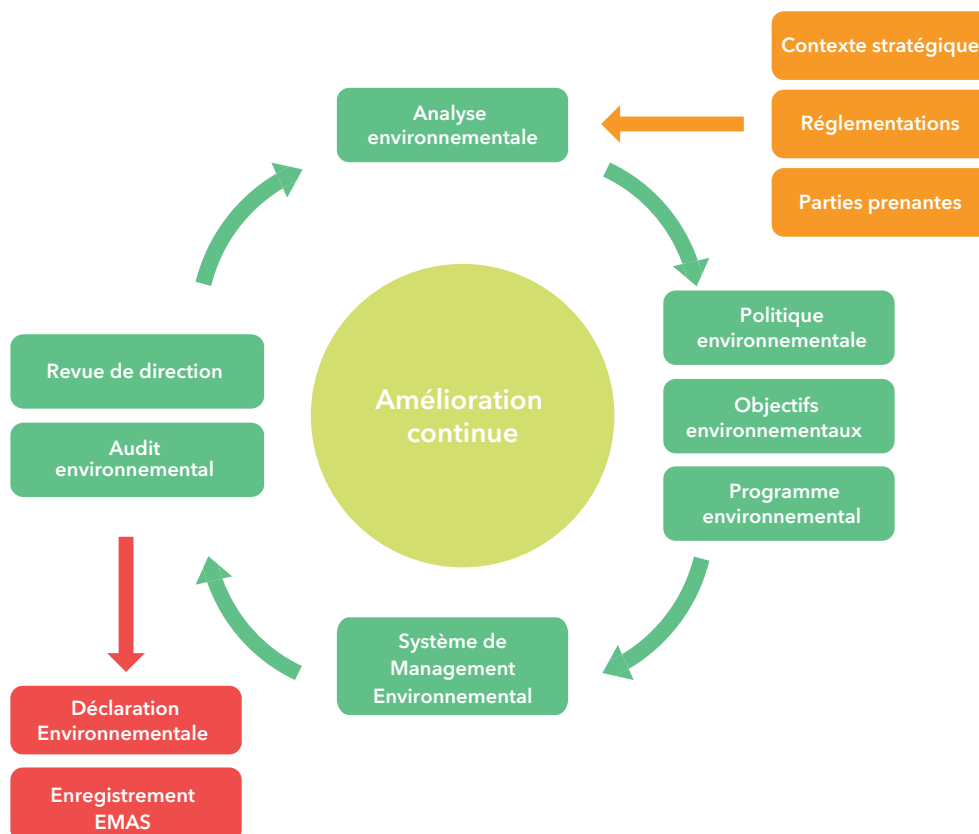 Contexte stratégique
Réglementations
Parties prenantes
Analyse
environnementale
Politique
environnementale
Objectifs
environnementaux
Programme
environnemental
Système de
Management
Environnemental
Revue de direction
Audit
environnemental
Déclaration
Environnementale
Enregistrement
EMAS
Amélioration
continue